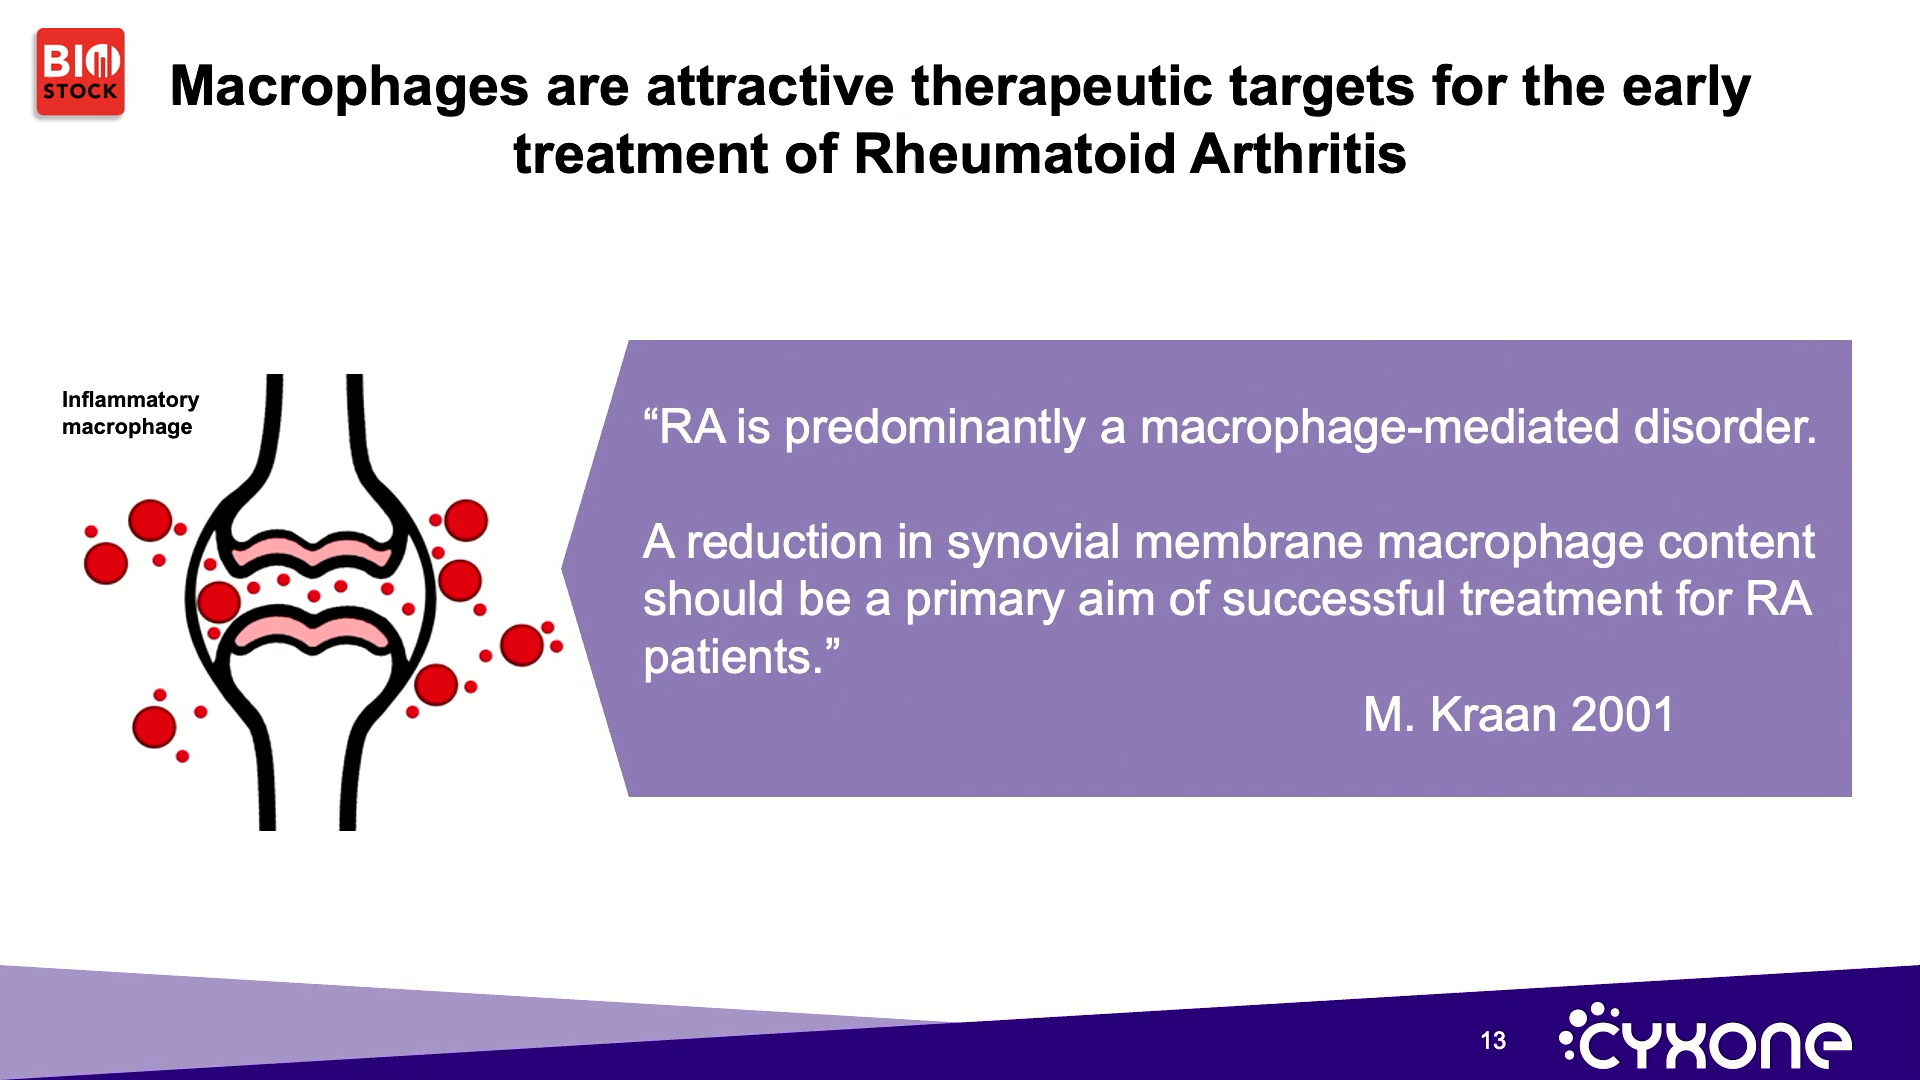 BIO
STOCK
Macrophages are attractive therapeutic targets for the early
treatment of Rheumatoid Arthritis
Inflammatory
macrophage
“RA is predominantly a macrophage-mediated disorder.
A reduction in synovial membrane macrophage content
should be a primary aim of successful treatment for RA
patients.”
M. Kraan 2001
13
cyxone